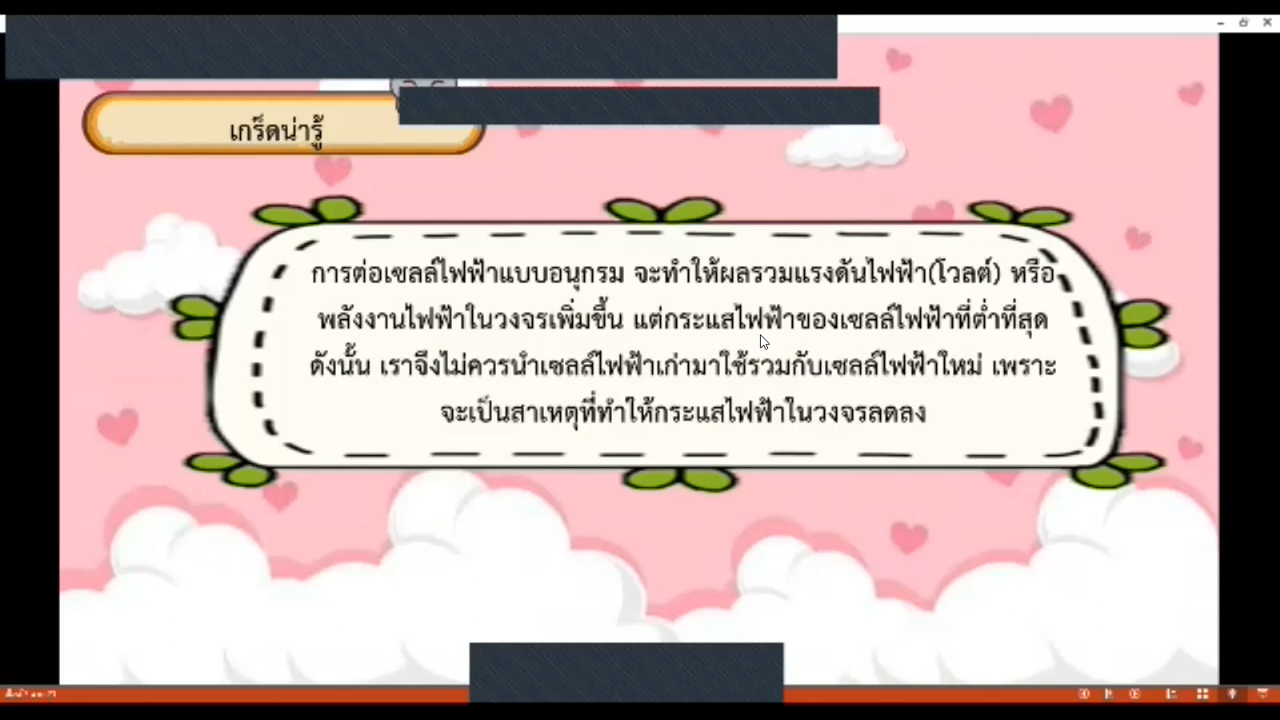 เกร็ดน่ารู้
การต่อเซลล์ไฟฟ้าแบบอนุกรม จะทำให้ผลรวมแรงดันไฟฟ้า(โวลต์) หรือ
พลังงานไฟฟ้าในวงจรเพิ่มขึ้น แต่กระแสไฟฟ้าของเซลล์ไฟฟ้าที่ต่ำที่สุด
ดังนั้น เราจึงไม่ควรนำเซลล์ไฟฟ้าเก่ามาใช้รวมกับเซลล์ไฟฟ้าใหม่ เพราะ
จะเป็นสาเหตุที่ทำให้กระแสไฟฟ้าในวงจรลดลง